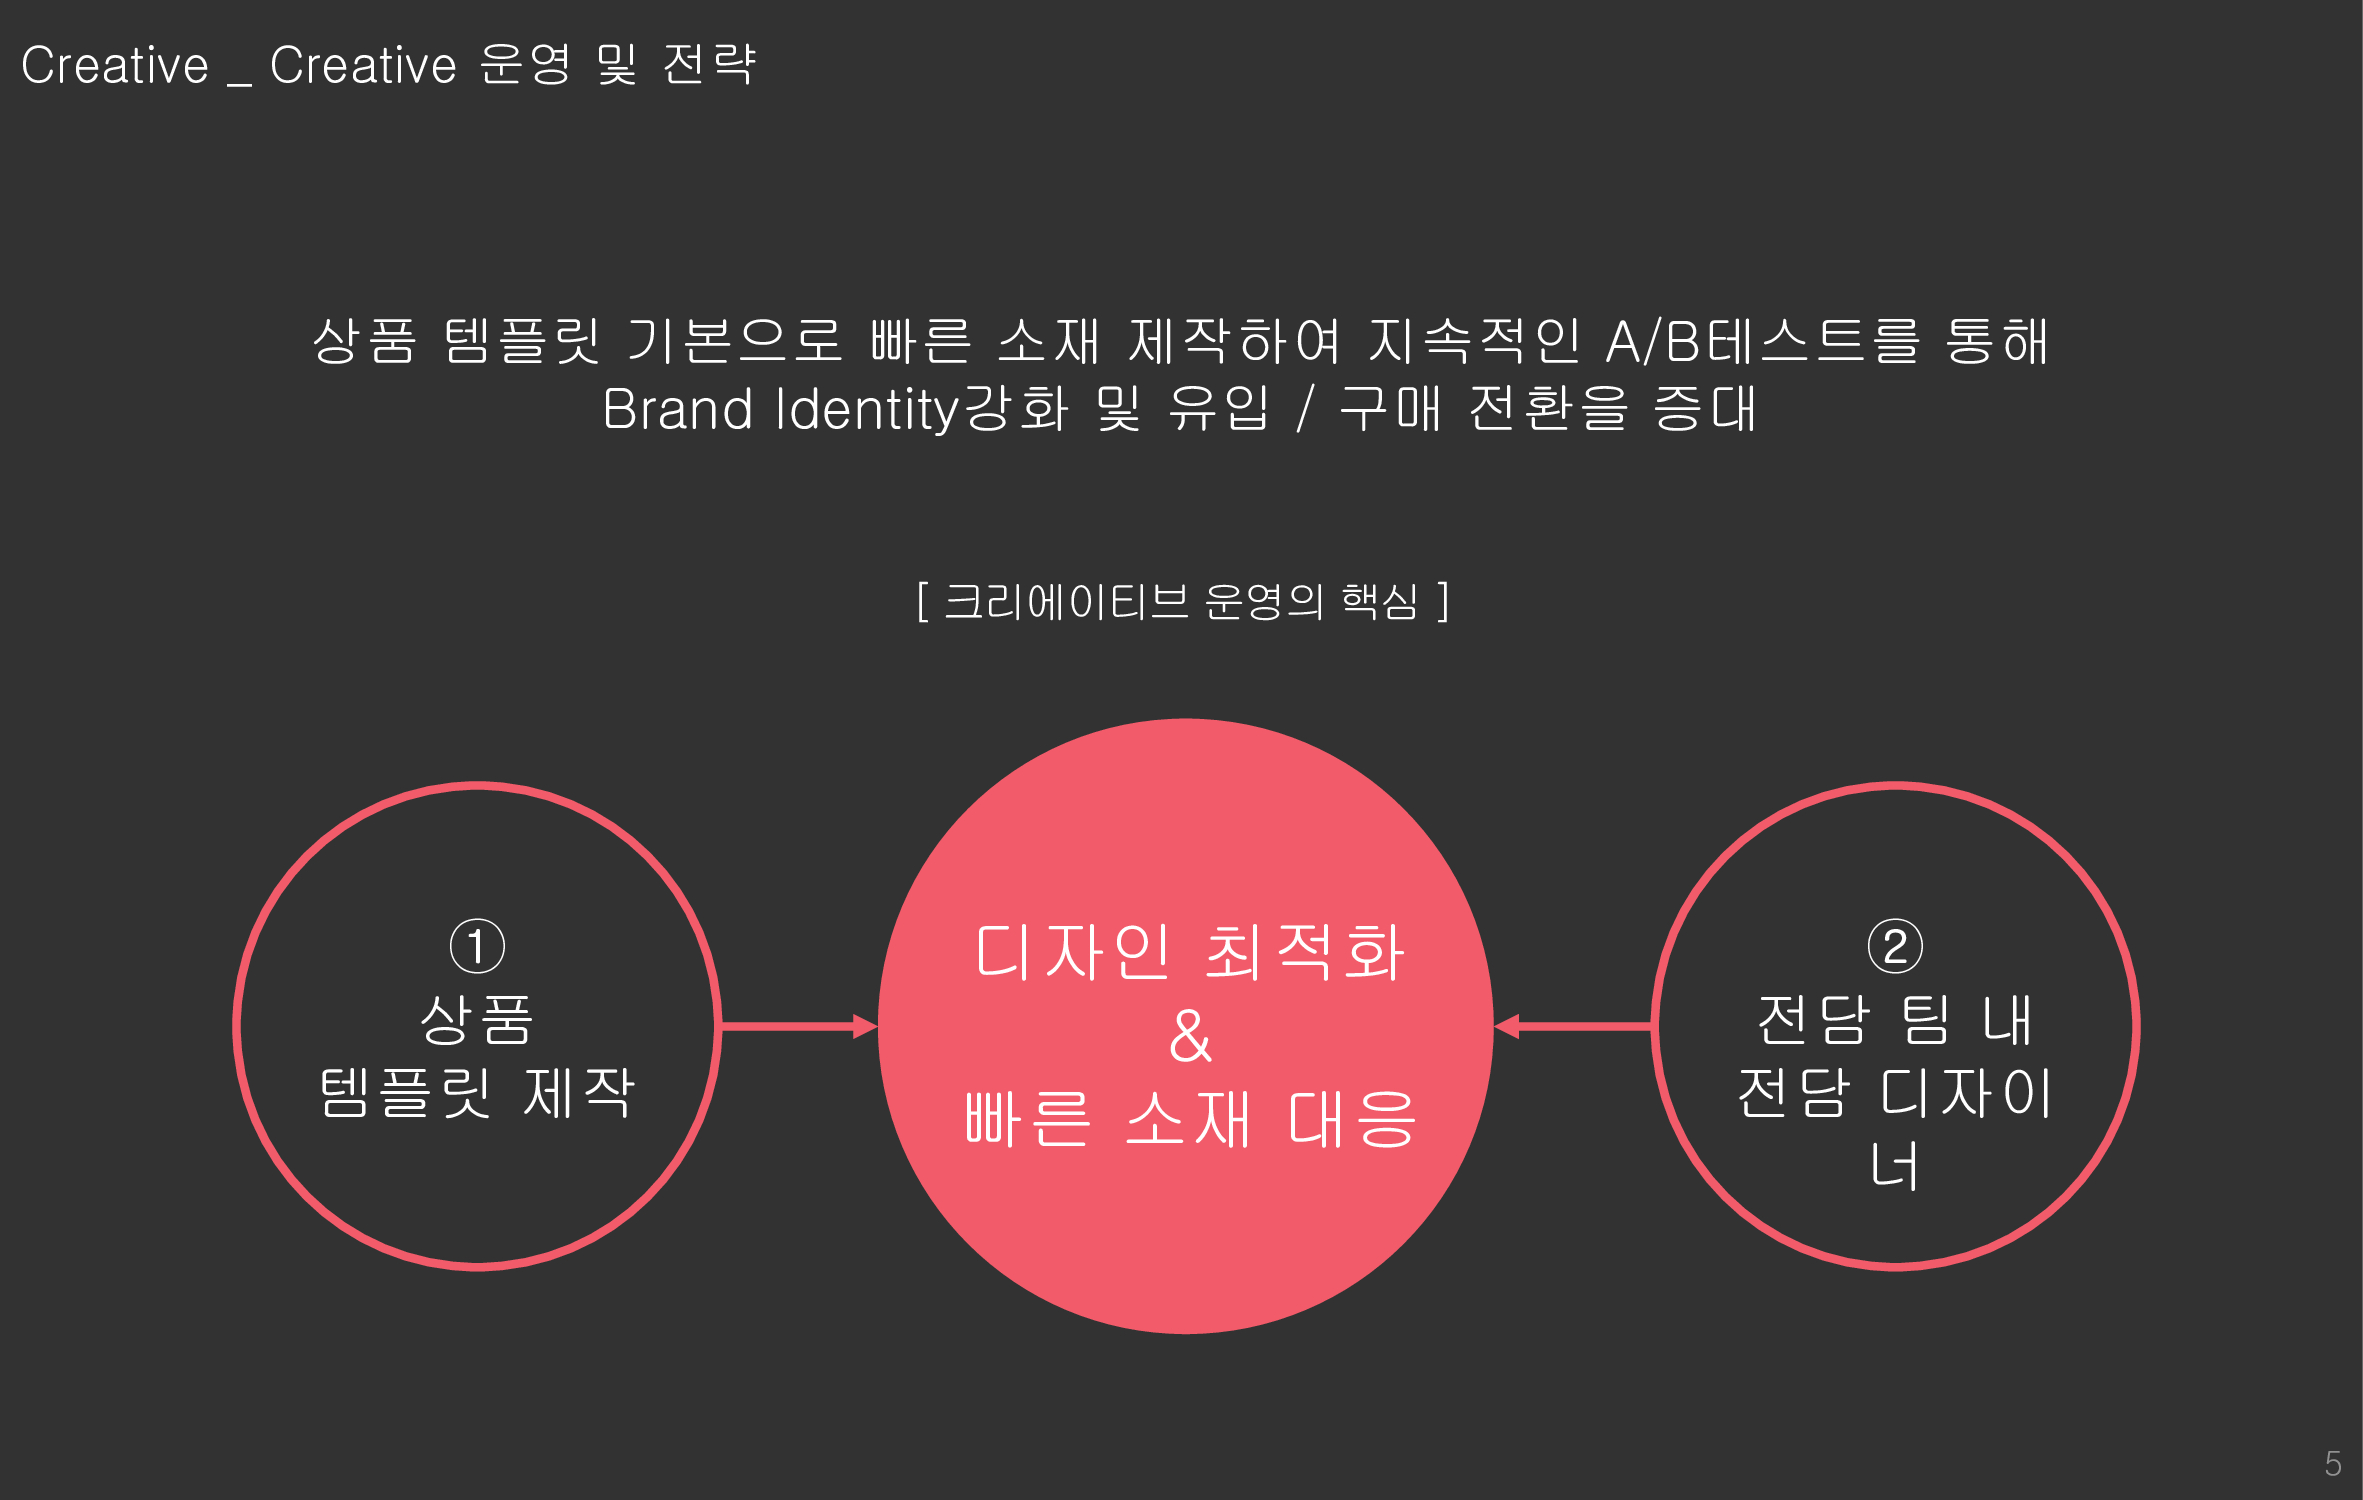 Creative _ Creative 운영 및 전략
상품 템플릿 기본으로 빠른 소재 제작하여 지속적인 A/B테스트를 통해
Brand Identity강화 및 유입 / 구매 전환을 증대
[ 크리에이티브 운영의 핵심 ]
①
상품
템플릿 제작
디자인 최적화
&
빠른 소재 대응
②
전담 팀 내
전담 디자이
너
5